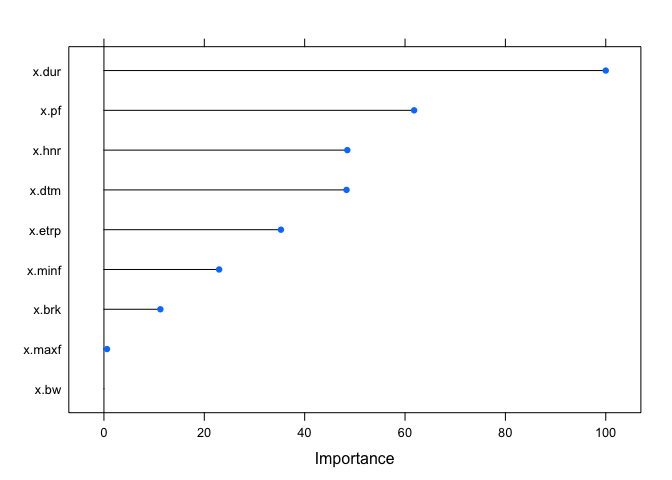 x.dur
x.pf
x.hnr
x.dtm
x.etrp
x.minf
x.brk
x.maxf
x.bw
0 20 40 60 80 100
Importance